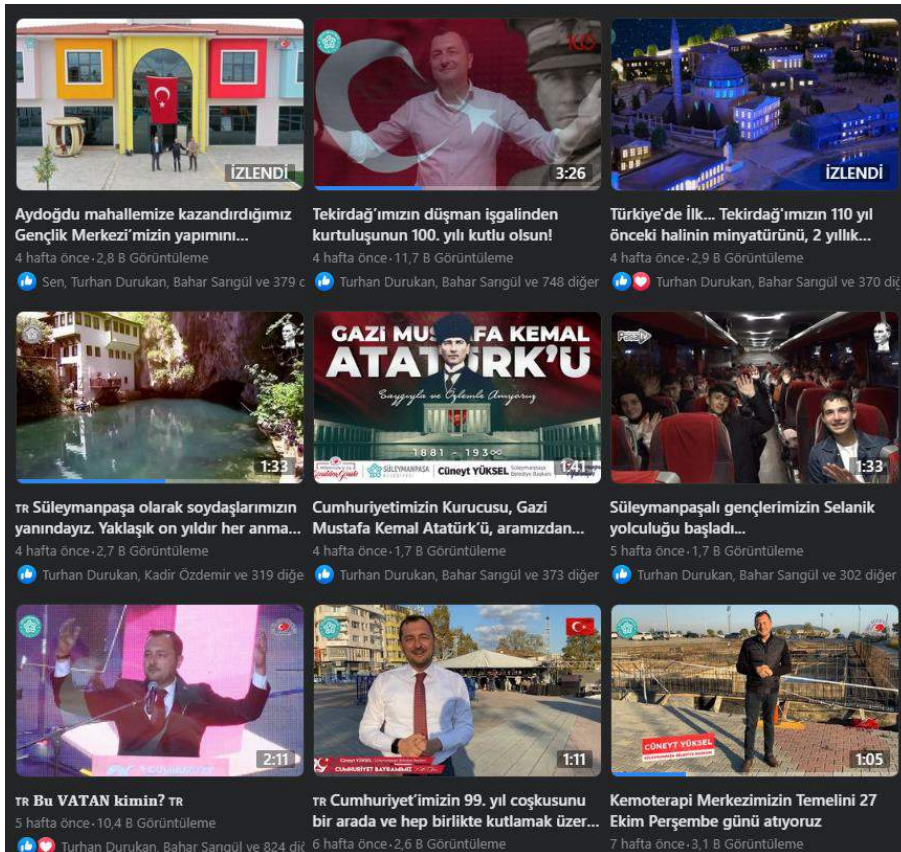 İZLENDİ
Aydoğdu mahallemize kazandırdığımız
Gençlik Merkezi'mizin yapımını...
4 hafta önce · 2,8 B Görüntüleme
Sen, Turhan Durukan, Bahar Sarıgül ve 379 d
3:26
Tekirdağ'ımızın düşman işgalinden
kurtuluşunun 100. yılı kutlu olsun!
4 hafta önce · 11,7 B Görüntüleme
Turhan Durukan, Bahar Sarıgül ve 748 diğer
İZLENDİ
Türkiye'de İlk... Tekirdağ'ımızın 110 yıl
önceki halinin minyatürünü, 2 yıllık...
4 hafta önce · 2,9 B Görüntüleme
Turhan Durukan, Bahar Sarıgül ve 370 diğ
1:33
TR Süleymanpaşa olarak soydaşlarımızın
yanındayız. Yaklaşık on yıldır her anma...
4 hafta önce · 2,7 B Görüntüleme
Turhan Durukan, Kadir Özdemir ve 319 diğe
GAZİ MUSTAFA KEMAL
ATATÜRK'Ü
Saygıyla ve Özlemle Anıyoruz
1881 - 193∞
SÜLEYMANPAŞA
BELEDİYESİ
Cüneyt YÜKSEL
Süleymanpaşa
Belediye Başkanı
1:41
Cumhuriyetimizin Kurucusu, Gazi
Mustafa Kemal Atatürk'ü, aramızdan...
4 hafta önce · 1,7 B Görüntüleme
Turhan Durukan, Bahar Sarıgül ve 373 diğer
1:33
Süleymanpaşalı gençlerimizin Selanik
yolculuğu başladı...
5 hafta önce · 1,7 B Görüntüleme
Turhan Durukan, Bahar Sarıgül ve 302 diğer
2:11
TR Bu VATAN kimin? TR
5 hafta önce · 10,4 B Görüntüleme
Turhan Durukan, Bahar Sarıgül ve 824 diğ
Cüneyt YÜKSEL
CUMHURİYET BAYRAMIMIZ
1:11
TR Cumhuriyet'imizin 99. yıl coşkusunu
bir arada ve hep birlikte kutlamak üzer...
6 hafta önce · 2,6 B Görüntüleme
CÜNEYT YÜKSEL
SÜLEYMANPAŞA BELEDİYE BAŞKANI
1:05
Kemoterapi Merkezimizin Temelini 27
Ekim Perşembe günü atıyoruz
7 hafta önce · 3,1 B Görüntüleme